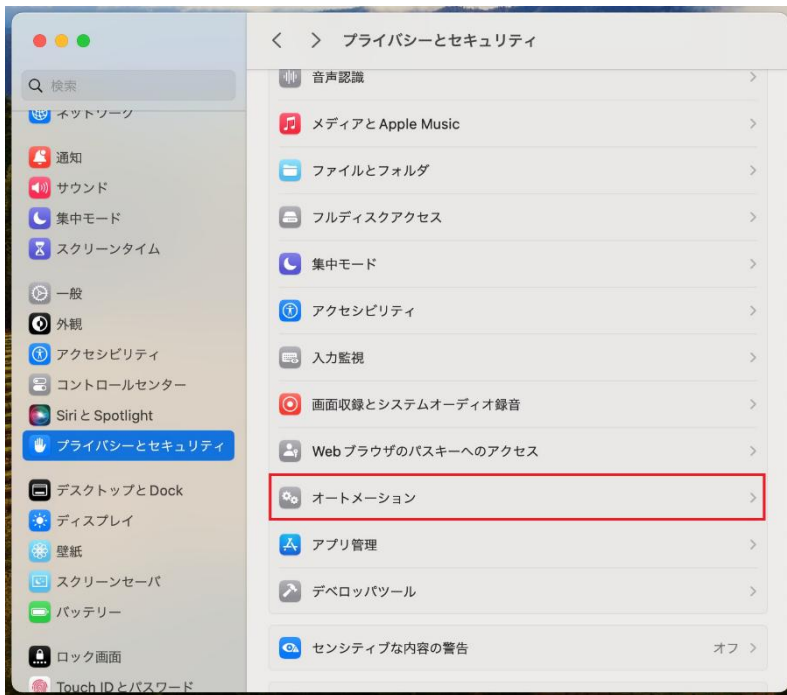 プライバシーとセキュリティ
検索
ネットワーク
通知
サウンド
集中モード
スクリーンタイム
一般
外観
アクセシビリティ
コントロールセンター
Siri と Spotlight
プライバシーとセキュリティ
デスクトップと Dock
ディスプレイ
壁紙
スクリーンセーバ
バッテリー
ロック画面
Touch ID とパスワード
音声認識
メディアと Apple Music
ファイルとフォルダ
フルディスクアクセス
集中モード
アクセシビリティ
入力監視
画面収録とシステムオーディオ録音
Web ブラウザのパスキーへのアクセス
オートメーション
アプリ管理
デベロッパツール
センシティブな内容の警告 オフ